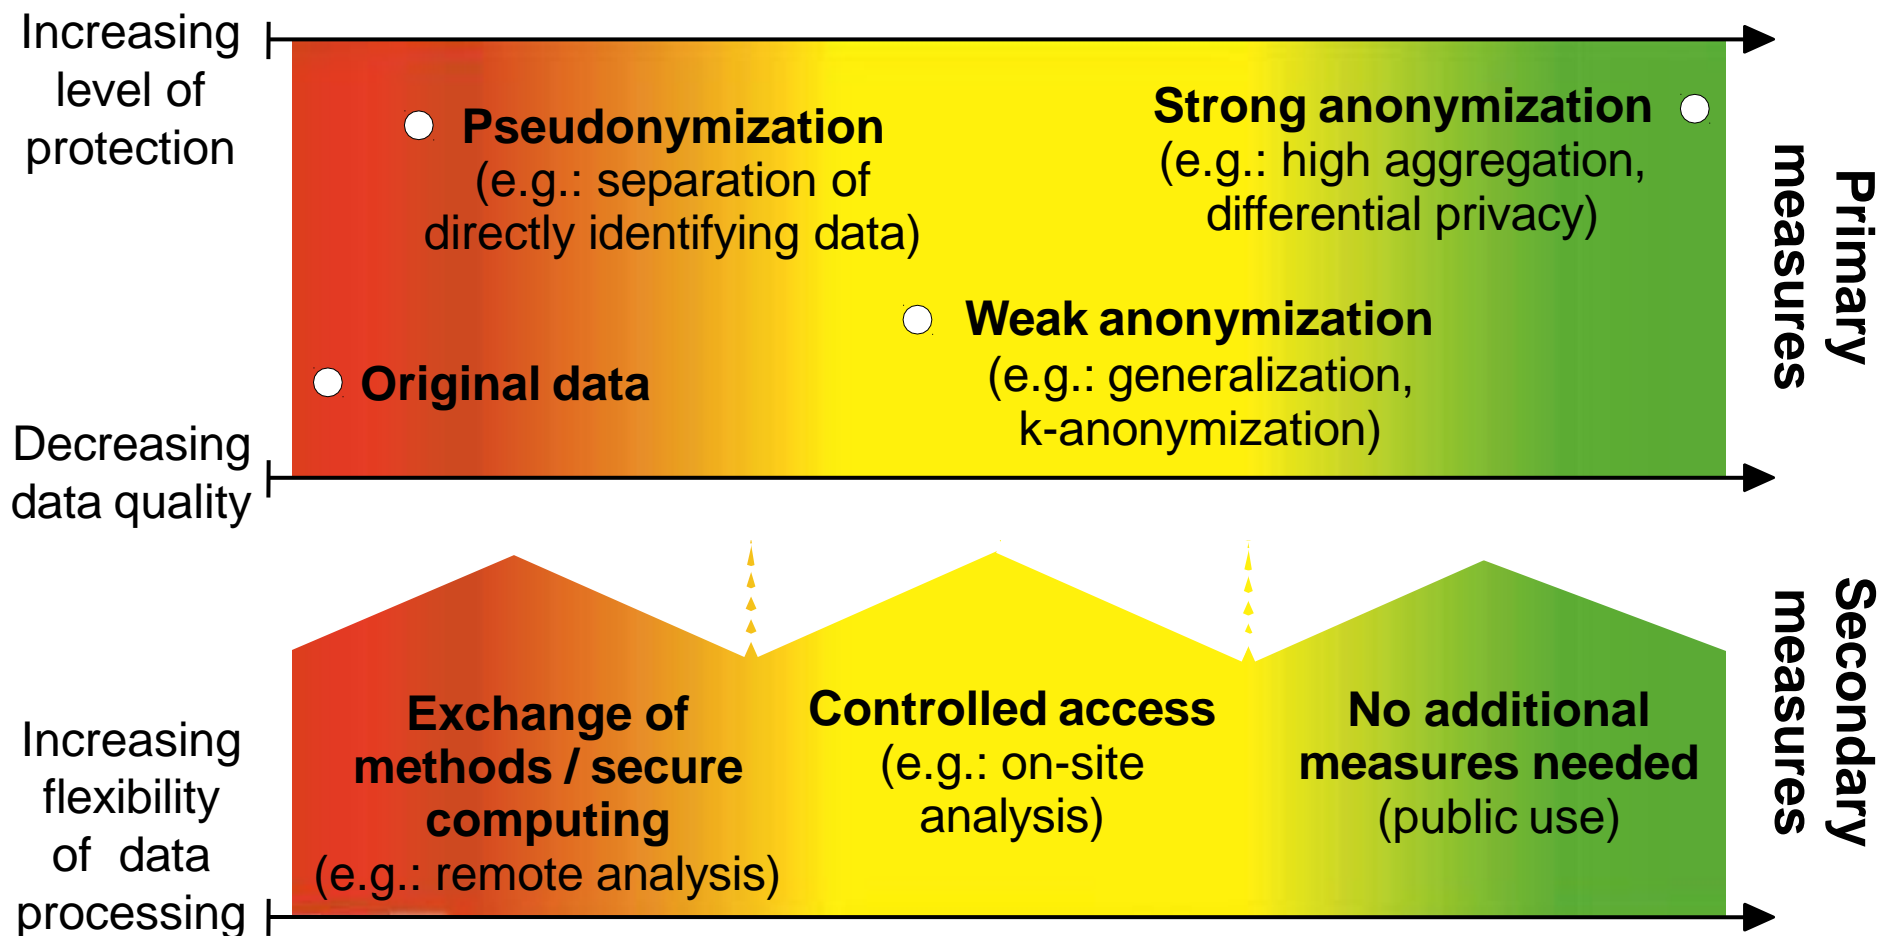 Increasing
level of
protection
Pseudonymization
(e.g.: separation of
directly identifying data)
Strong anonymization
(e.g.: high aggregation,
differential privacy)
Weak anonymization
(e.g.: generalization,
k-anonymization)
Original data
Decreasing
data quality
Primary
measures
Exchange of
methods / secure
computing
(e.g.: remote analysis)
Controlled access
(e.g.: on-site
analysis)
No additional
measures needed
(public use)
Increasing
flexibility
of data
processing
Secondary
measures